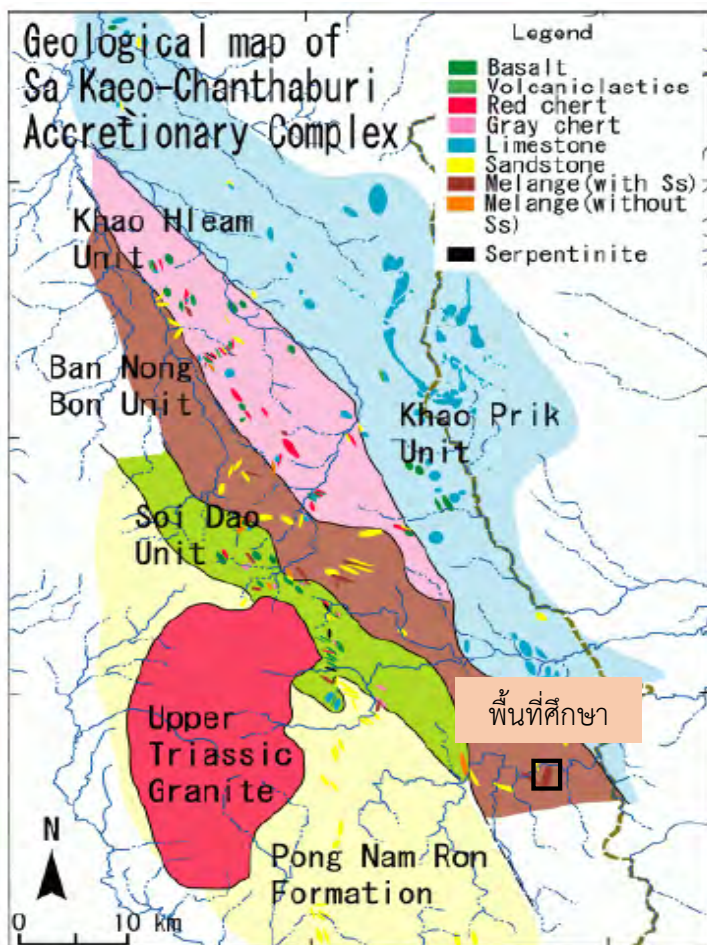 Geological map of
Sa Kaeo-Chanthaburi
Accretionary Complex
Legend
Basalt
Volcaniclastics
Red chert
Gray chert
Limestone
Sandstone
Melange(with Ss)
Melange(without
Ss)
Serpentinite
Khao Hleam
Unit
Ban Nong
Bon Unit
Khao Prik
Unit
Soi Dao
Unit
พื้นที่ศึกษา
Upper
Triassic
Granite
Pong Nam Ron
Formation
N
0 10 km